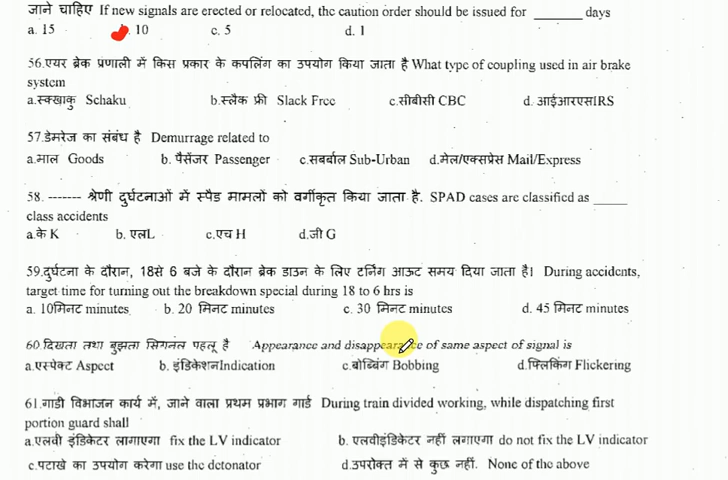 जाने चाहिए If new signals are erected or relocated, the caution order should be issued for _______ days
a. 15 10 c. 5 d. 1
56.एयर ब्रेक प्रणाली में किस प्रकार के कपलिंग का उपयोग किया जाता है What type of coupling used in air brake
system
a.स्क्खाकु Schaku b.स्लैक फ्री Slack Free c.सीबीसी CBC d. आईआरएसIRS
57.डेमरेज का संबंध है Demurrage related to
a.माल Goods b. पैसेंजर Passenger c.सबर्बाल Sub-Urban d.मेल/एक्सप्रेस Mail/Express
58. ------- श्रेणी दुर्घटनाओं में स्पैड मामलों को वर्गीकृत किया जाता है. SPAD cases are classified as _____
class accidents
a.के K b. एलL c.एच H d.जी G
59.दुर्घटना के दौरान, 18से 6 बजे के दौरान ब्रेक डाउन के लिए टर्निंग आऊट समय दिया जाता है। During accidents,
target time for turning out the breakdown special during 18 to 6 hrs is
a. 10मिनट minutes b. 20 मिनट minutes c. 30 मिनट minutes d. 45 मिनट minutes
60.दिखता तथा बुझता सिगनल पहलू है Appearance and disappearance of same aspect of signal is
a.एस्पेक्ट Aspect b. इंडिकेशनIndication c.बोब्बिंग Bobbing d.फ्लिकिंग Flickering
61.गाडी विभाजन कार्य में, जाने वाला प्रथम प्रभाग गार्ड During train divided working, while dispatching first
portion guard shall
a.एलवी इंडिकेटर लागाएगा fix the LV indicator b. एलवीइंडिकेटर नहीं लगाएगा do not fix the LV indicator
c.पटाखे का उपयोग करेगा use the detonator d.उपरोक्त में से कुछ नहीं. None of the above